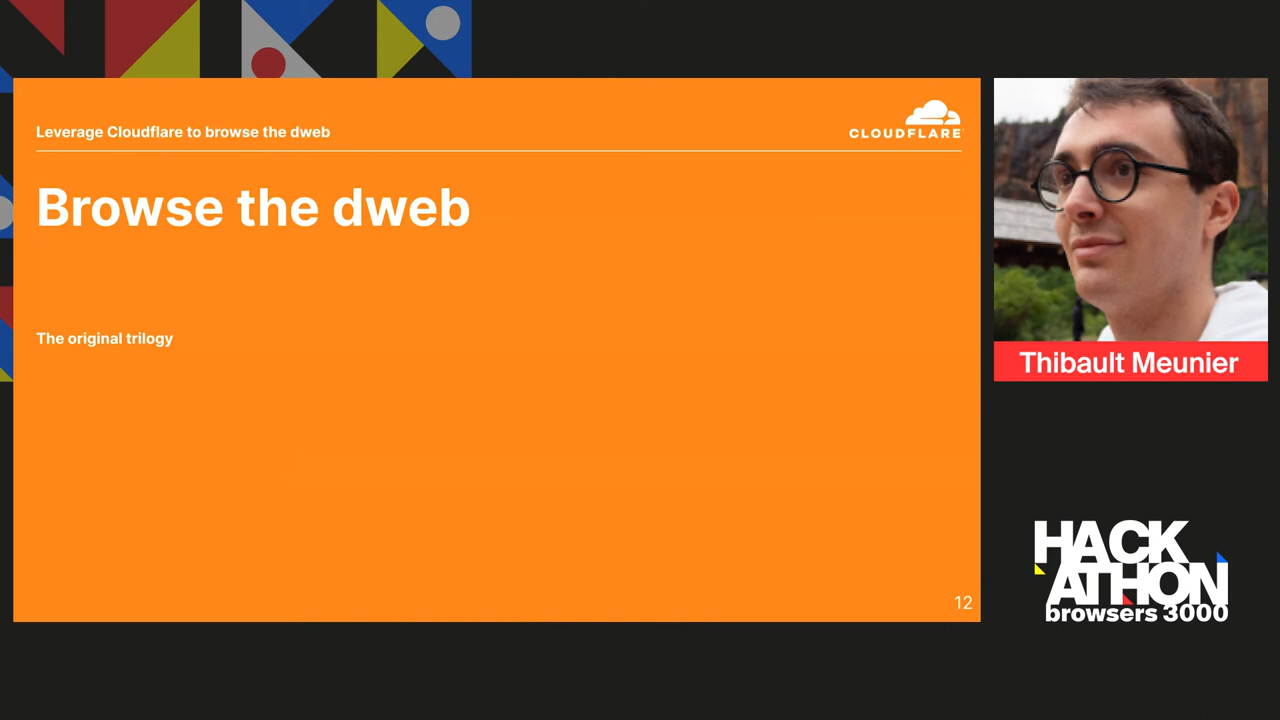 Leverage Cloudflare to browse the dweb
CLOUDFLARE
Browse the dweb
The original trilogy
12
Thibault Meunier
HACK
ATHON
browsers 3000